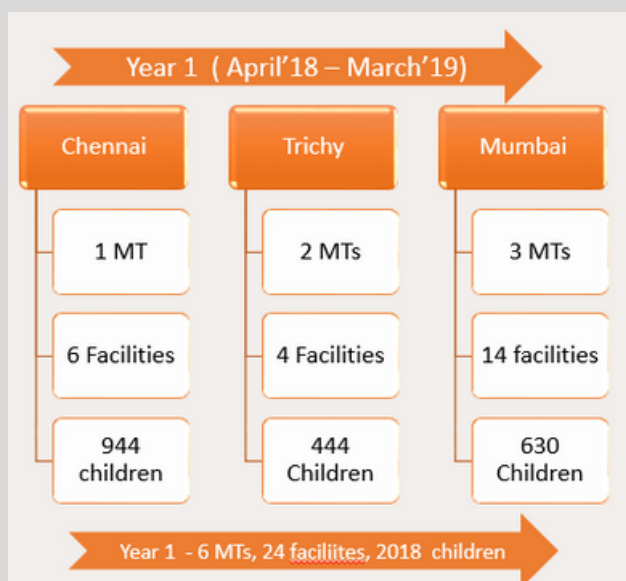 Year 1 ( April'18 – March'19)
Chennai
1 MT
6 Facilities
944
children
Trichy
2 MTs
4 Facilities
444
Children
Mumbai
3 MTs
14 facilities
630
Children
Year 1 - 6 MTs, 24 faciliites, 2018 children